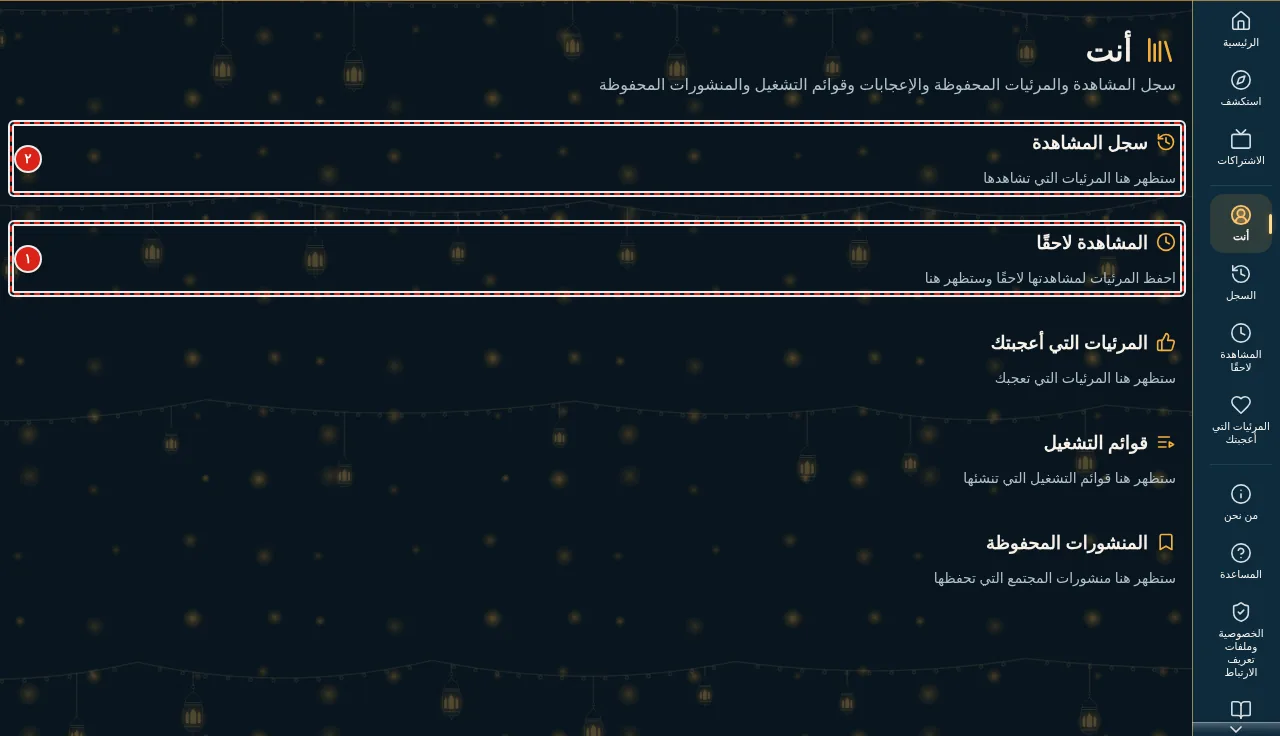 أنت
سجل المشاهدة والمرئيات المحفوظة والإعجابات وقوائم التشغيل والمنشورات المحفوظة
سجل المشاهدة
ستظهر هنا المرئيات التي تشاهدها
٢
المشاهدة لاحقًا
احفظ المرئيات لمشاهدتها لاحقًا وستظهر هنا
١
المرئيات التي أعجبتك
ستظهر هنا المرئيات التي تعجبك
قوائم التشغيل
ستظهر هنا قوائم التشغيل التي تنشئها
المنشورات المحفوظة
ستظهر هنا منشورات المجتمع التي تحفظها
الرئيسية
استكشف
الاشتراكات
أنت
السجل
المشاهدة
لاحقًا
المرئيات التي
أعجبتك
من نحن
المساعدة
الخصوصية
وملفات
تعريف
الارتباط